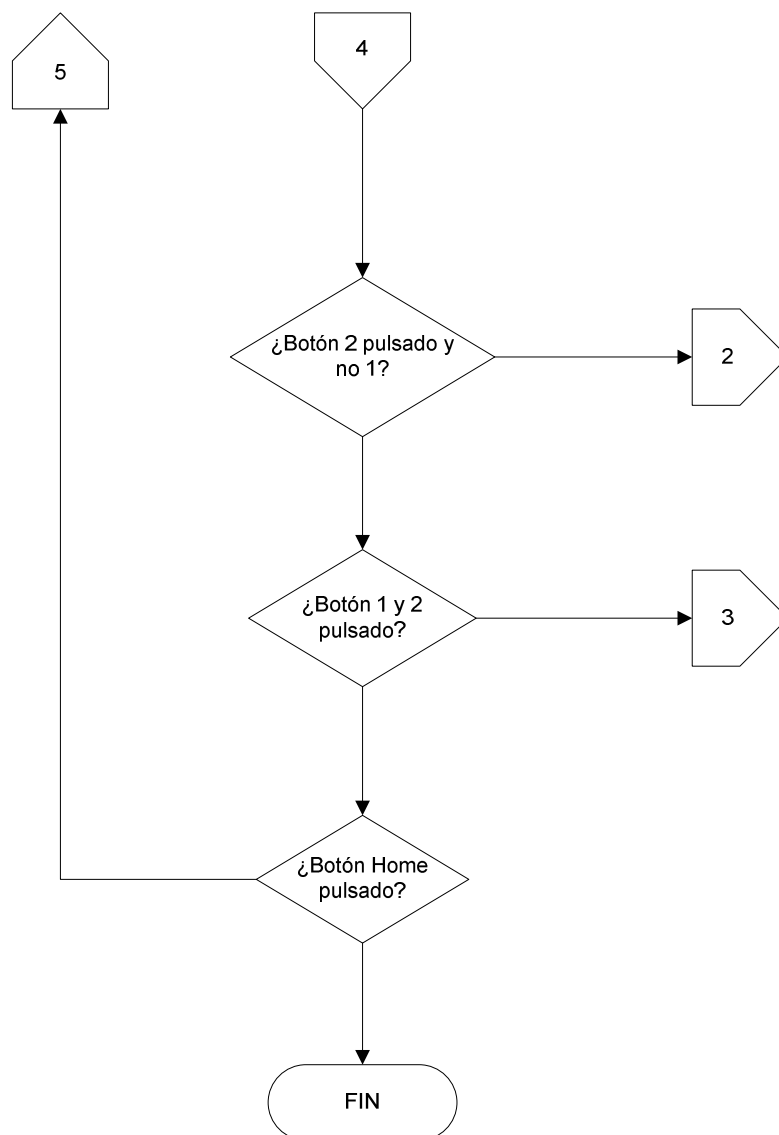 5
4
¿Botón 2 pulsado y
no 1?
2
¿Botón 1 y 2
pulsado?
3
¿Botón Home
pulsado?
FIN